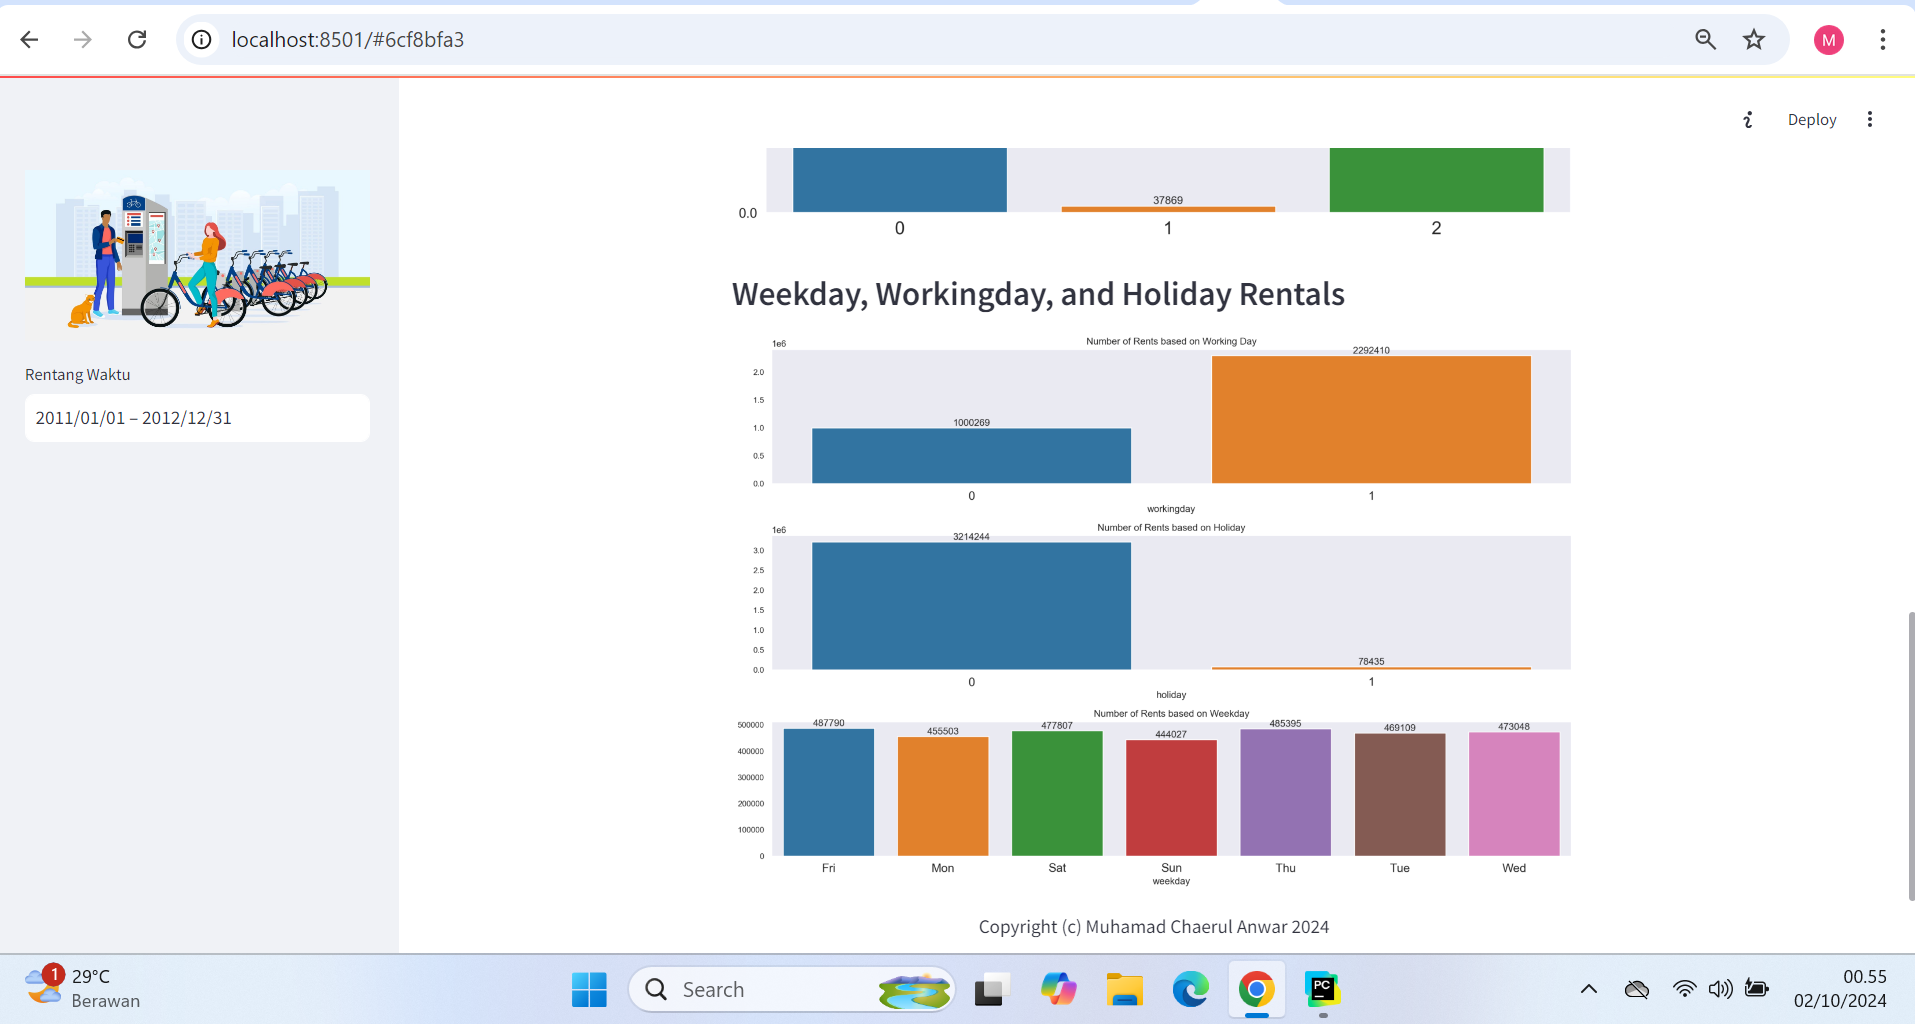 localhost:8501/#6cf8bfa3
M
Deploy
37869
0.0
0 1 2
Weekday, Workingday, and Holiday Rentals
Rentang Waktu
2011/01/01 – 2012/12/31
1e6
Number of Rents based on Working Day
2292410
2.0
1.5
1000269
1.0
0.5
0.0
0 1
workingday
1e6
Number of Rents based on Holiday
3214244
3.0
2.5
2.0
1.5
1.0
0.5
78435
0.0
0 1
holiday
Number of Rents based on Weekday
500000
487790 455503 477807 444027 485395 469109 473048
400000
300000
200000
100000
0
Fri Mon Sat Sun Thu Tue Wed
weekday
Copyright (c) Muhamad Chaerul Anwar 2024
1
29°C
Berawan
Search
PC
00.55
02/10/2024